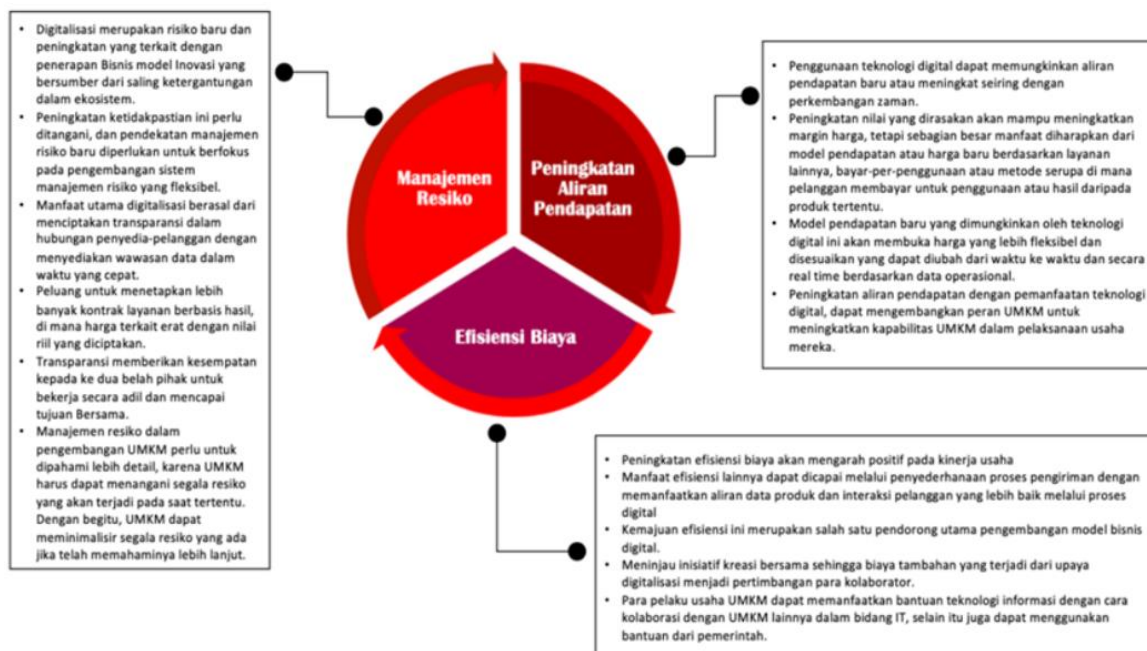 • Digitalisasi merupakan risiko baru dan
peningkatan yang terkait dengan
penerapan Bisnis model Inovasi yang
bersumber dari saling ketergantungan
dalam ekosistem.
• Peningkatan ketidakpastian ini perlu
ditangani, dan pendekatan manajemen
risiko baru diperlukan untuk berfokus
pada pengembangan sistem
manajemen risiko yang fleksibel.
• Manfaat utama digitalisasi berasal dari
menciptakan transparansi dalam
hubungan penyedia-pelanggan dengan
menyediakan wawasan data dalam
waktu yang cepat.
• Peluang untuk menetapkan lebih
banyak kontrak layanan berbasis hasil,
di mana harga terkait erat dengan nilai
riil yang diciptakan.
• Transparansi memberikan kesempatan
kepada ke dua belah pihak untuk
bekerja secara adil dan mencapai
tujuan Bersama.
• Manajemen resiko dalam
pengembangan UMKM perlu untuk
dipahami lebih detail, karena UMKM
harus dapat menangani segala resiko
yang akan terjadi pada saat tertentu.
Dengan begitu, UMKM dapat
meminimalisir segala resiko yang ada
jika telah memahaminya lebih lanjut.
Manajemen
Resiko
Peningkatan
Aliran
Pendapatan
Efisiensi Biaya
• Penggunaan teknologi digital dapat memungkinkan aliran
pendapatan baru atau meningkat seiring dengan
perkembangan zaman.
• Peningkatan nilai yang dirasakan akan mampu meningkatkan
margin harga, tetapi sebagian besar manfaat diharapkan dari
model pendapatan atau harga baru berdasarkan layanan
lainnya, bayar-per-penggunaan atau metode serupa di mana
pelanggan membayar untuk penggunaan atau hasil daripada
produk tertentu.
• Model pendapatan baru yang dimungkinkan oleh teknologi
digital ini akan membuka harga yang lebih fleksibel dan
disesuaikan yang dapat diubah dari waktu ke waktu dan secara
real time berdasarkan data operasional.
• Peningkatan aliran pendapatan dengan pemanfaatan teknologi
digital, dapat mengembangkan peran UMKM untuk
meningkatkan kapabilitas UMKM dalam pelaksanaan usaha
mereka.
• Peningkatan efisiensi biaya akan mengarah positif pada kinerja usaha
• Manfaat efisiensi lainnya dapat dicapai melalui penyederhanaan proses pengiriman dengan
memanfaatkan aliran data produk dan interaksi pelanggan yang lebih baik melalui proses
digital
• Kemajuan efisiensi ini merupakan salah satu pendorong utama pengembangan model bisnis
digital.
• Meninjau inisiatif kreasi bersama sehingga biaya tambahan yang terjadi dari upaya
digitalisasi menjadi pertimbangan para kolaborator.
• Para pelaku usaha UMKM dapat memanfaatkan bantuan teknologi informasi dengan cara
kolaborasi dengan UMKM lainnya dalam bidang IT, selain itu juga dapat menggunakan
bantuan dari pemerintah.